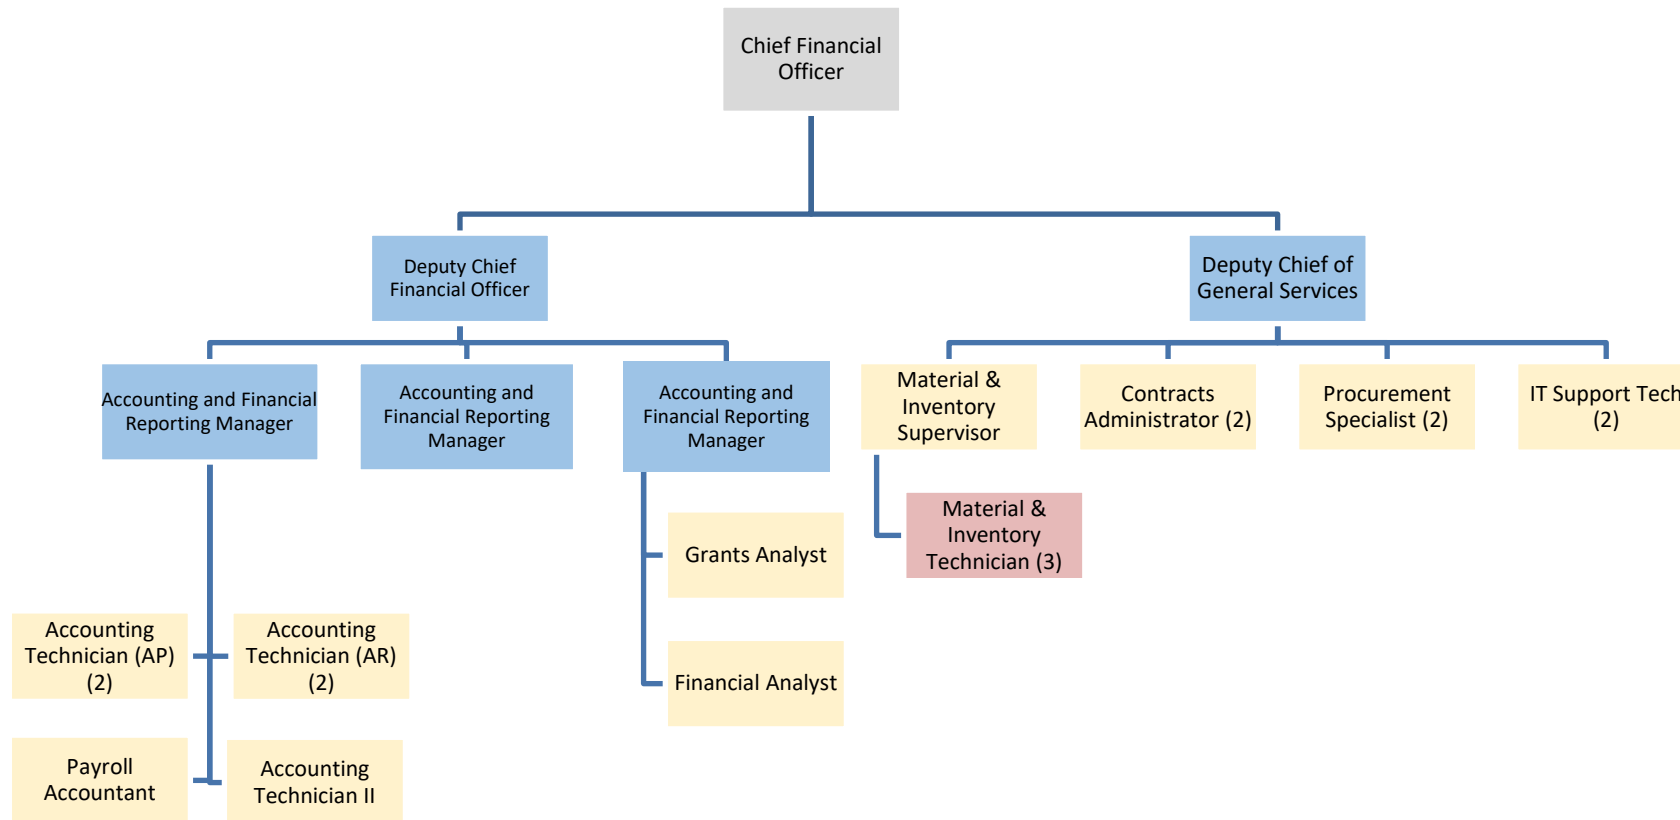 Chief Financial
Officer
Deputy Chief
Financial Officer
Deputy Chief of
General Services
Accounting and Financial
Reporting Manager
Accounting and
Financial Reporting
Manager
Accounting and
Financial Reporting
Manager
Material &
Inventory
Supervisor
Contracts
Administrator (2)
Procurement
Specialist (2)
IT Support Tech
(2)
Material &
Inventory
Technician (3)
Grants Analyst
Financial Analyst
Accounting
Technician (AP)
(2)
Accounting
Technician (AR)
(2)
Payroll
Accountant
Accounting
Technician II